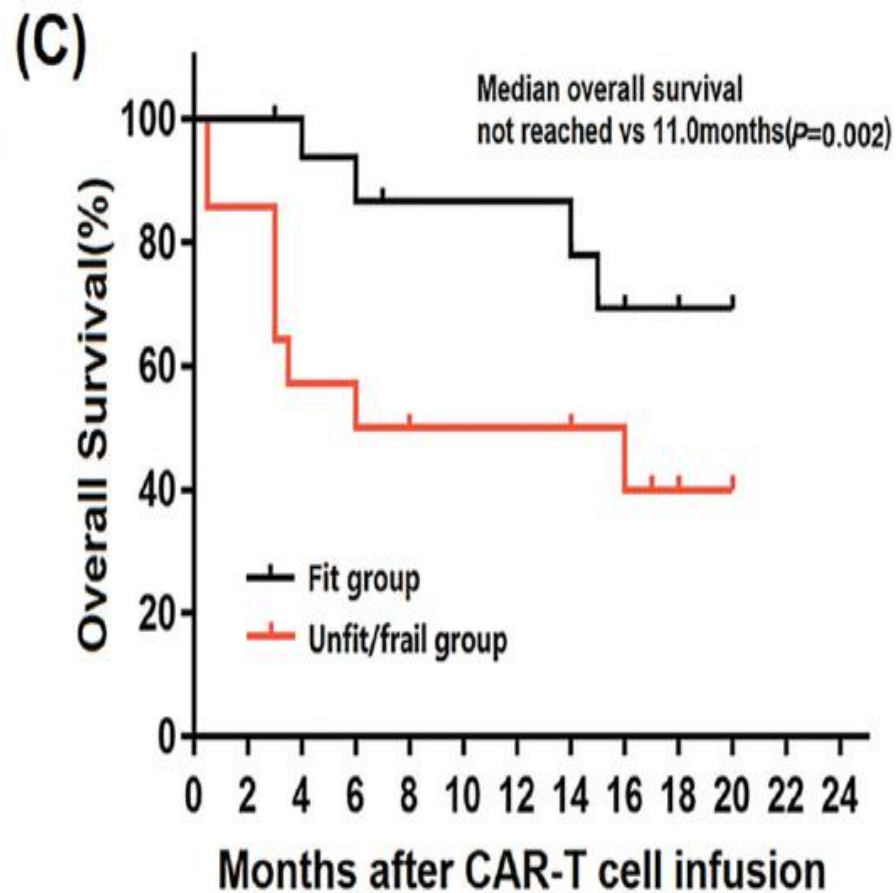 (C)
Median overall survival
not reached vs 11.0months(P=0.002)
Overall Survival(%)
100
80
60
40
20
0
Fit group
Unfit/frail group
0 2 4 6 8 10 12 14 16 18 20 22 24
Months after CAR-T cell infusion